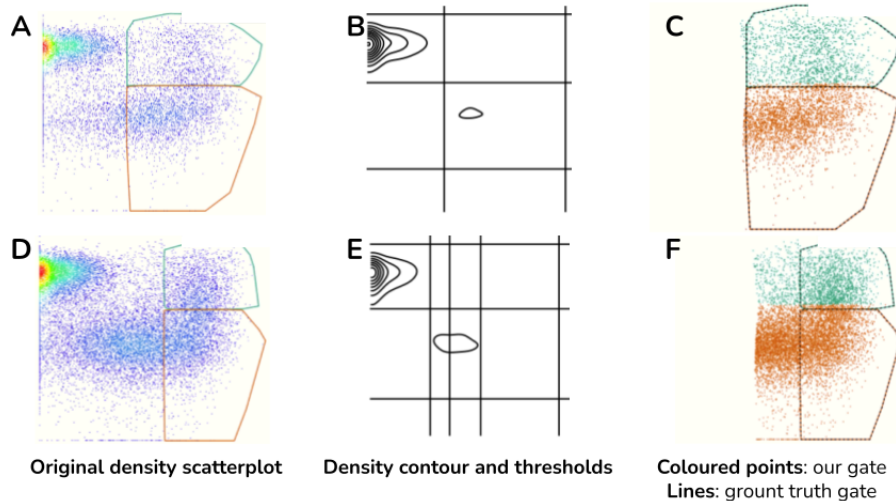 A
B
C
D
E
F
Original density scatterplot
Density contour and thresholds
Coloured points: our gate
Lines: grount truth gate